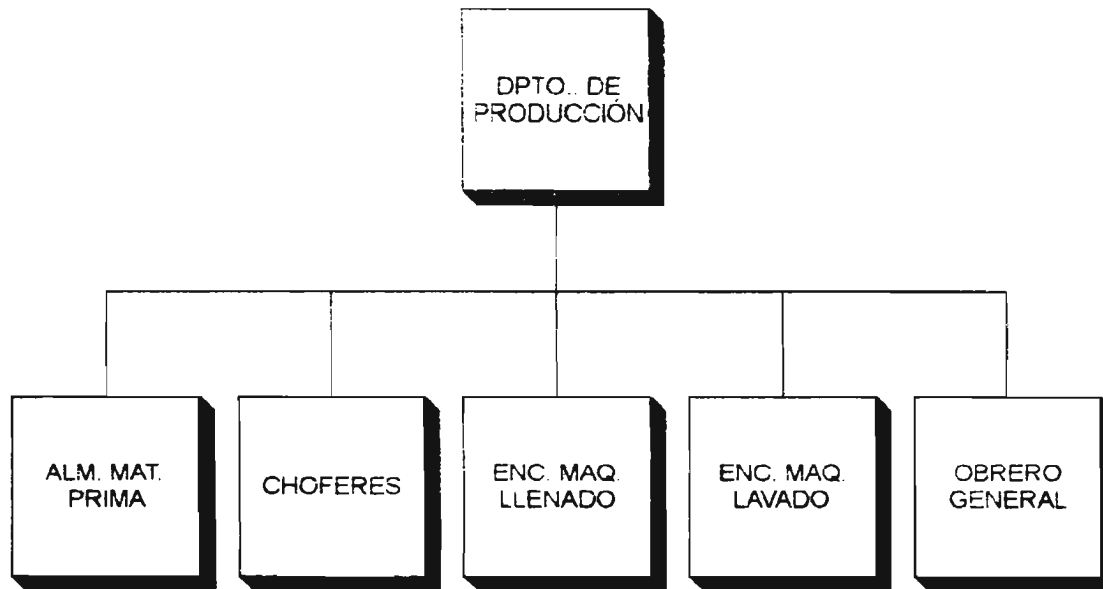 DPTO.. DE
PRODUCCIÓN
ALM. MAT.
PRIMA
CHOFERES
ENC. MAQ.
LLENADO
ENC. MAQ.
LAVADO
OBRERO
GENERAL